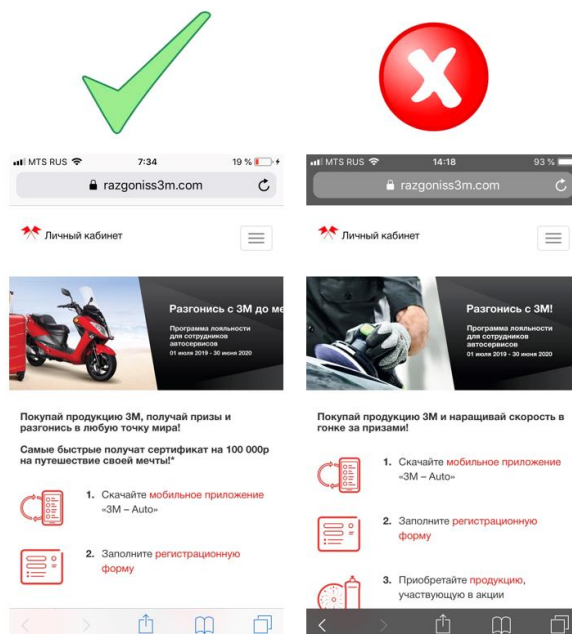 MTS RUS 7:34 19 %
razgoniss3m.com
Личный кабинет
Разгонись с 3М до ме
Программа лояльности
для сотрудников
автосервисов
01 июля 2019 - 30 июня 2020
Покупай продукцию 3М, получай призы и
разгонись в любую точку мира!
Самые быстрые получат сертификат на 100 000р
на путешествие своей мечты!*
1. Скачайте мобильное приложение
«3М – Auto»
2. Заполните регистрационную
форму
X
MTS RUS 14:18 93 %
razgoniss3m.com
Личный кабинет
Разгонись с 3М!
Программа лояльности
для сотрудников
автосервисов
01 июля 2019 - 30 июня 2020
Покупай продукцию 3М и наращивай скорость в
гонке за призами!
1. Скачайте мобильное приложение
«3М – Auto»
2. Заполните регистрационную
форму
3. Приобретайте продукцию,
участвующую в акции